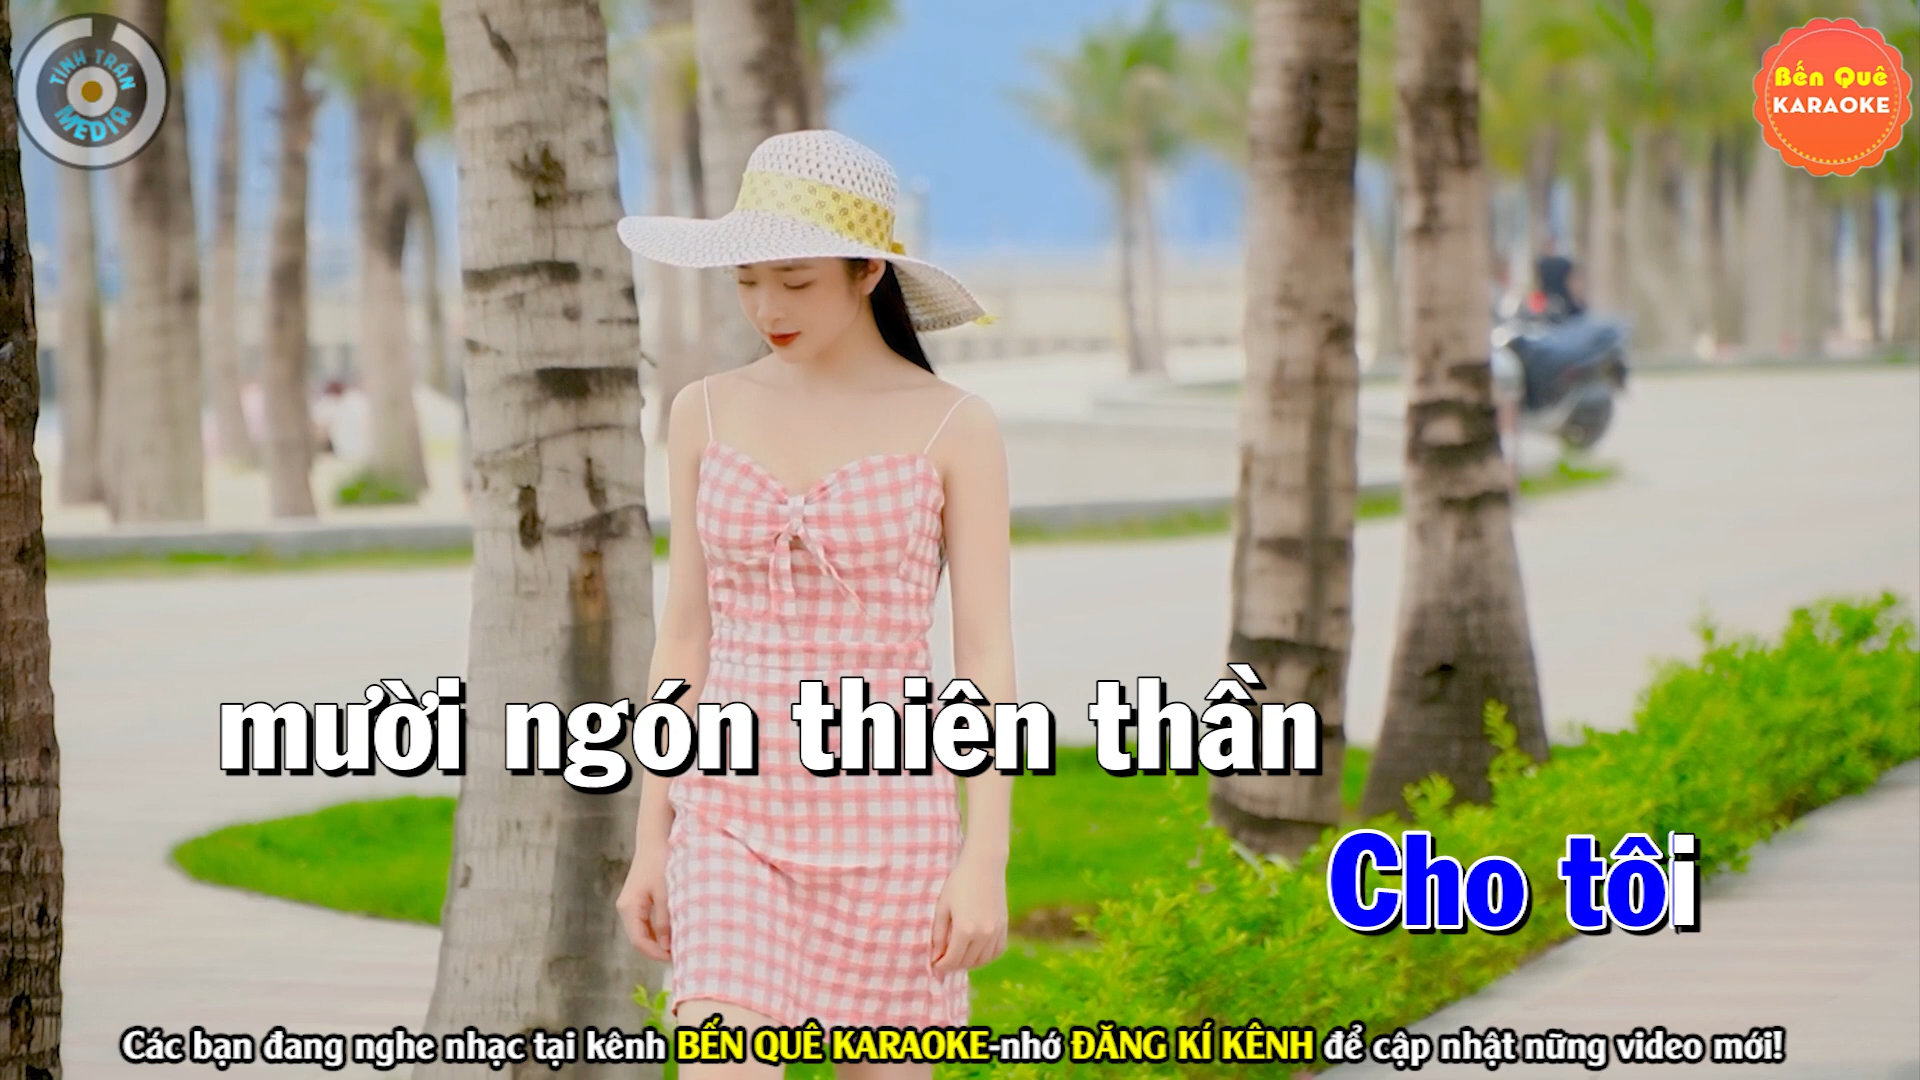 TÌNH TRẦN
MEDIA
Bến Quê
KARAOKE
mười ngón thiên thần
Cho tôi
Các bạn đang nghe nhạc tại kênh BẾN QUÊ KARAOKE-nhớ ĐĂNG KÍ KÊNH để cập nhật nững video mới!